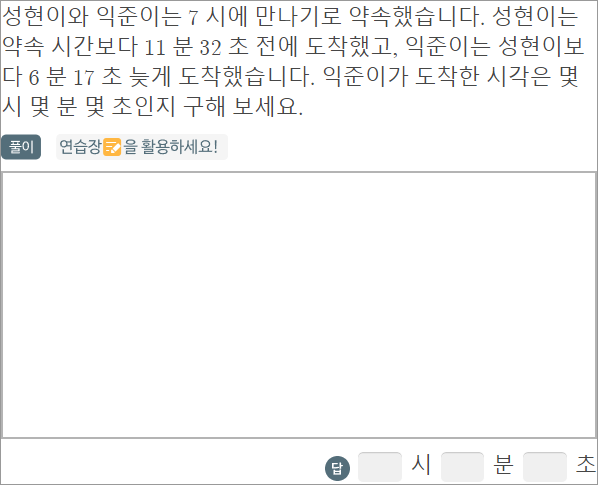 성현이와 익준이는 7 시에 만나기로 약속했습니다. 성현이는
약속 시간보다 11 분 32 초 전에 도착했고, 익준이는 성현이보
다 6 분 17 초 늦게 도착했습니다. 익준이가 도착한 시각은 몇
시 몇 분 몇 초인지 구해 보세요.
풀이 연습장📝을 활용하세요!
답 시 분 초